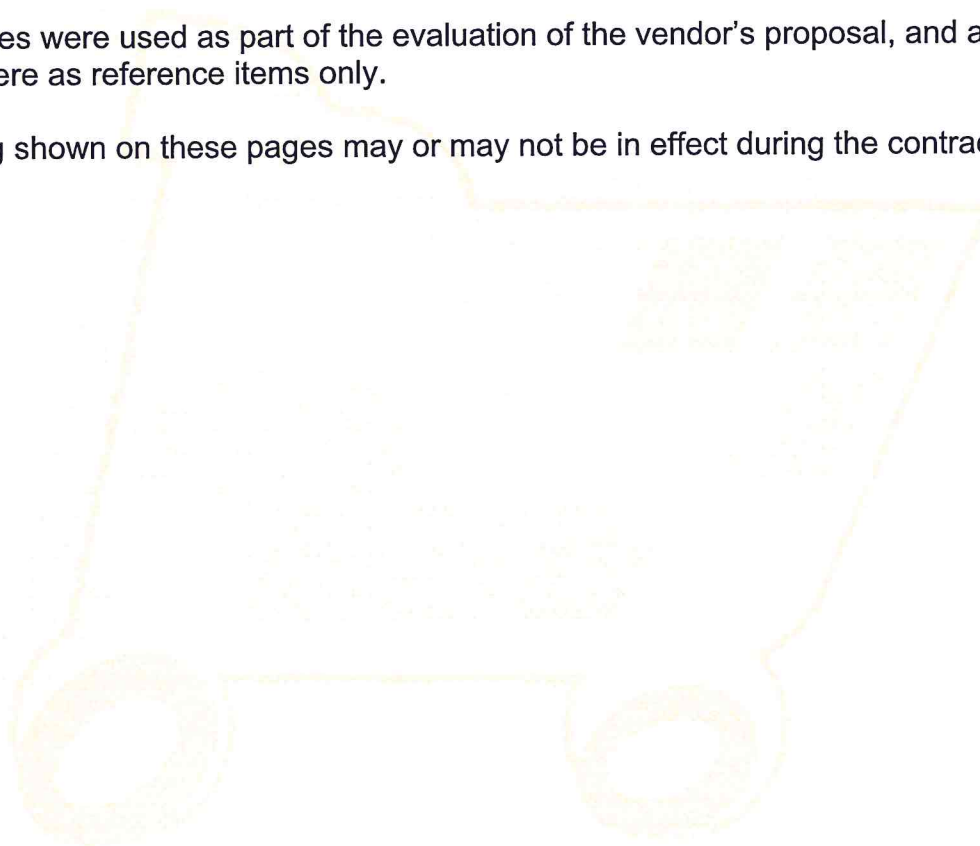 es were used as part of the evaluation of the vendor's proposal, and a
ere as reference items only.
shown on these pages may or may not be in effect during the contra